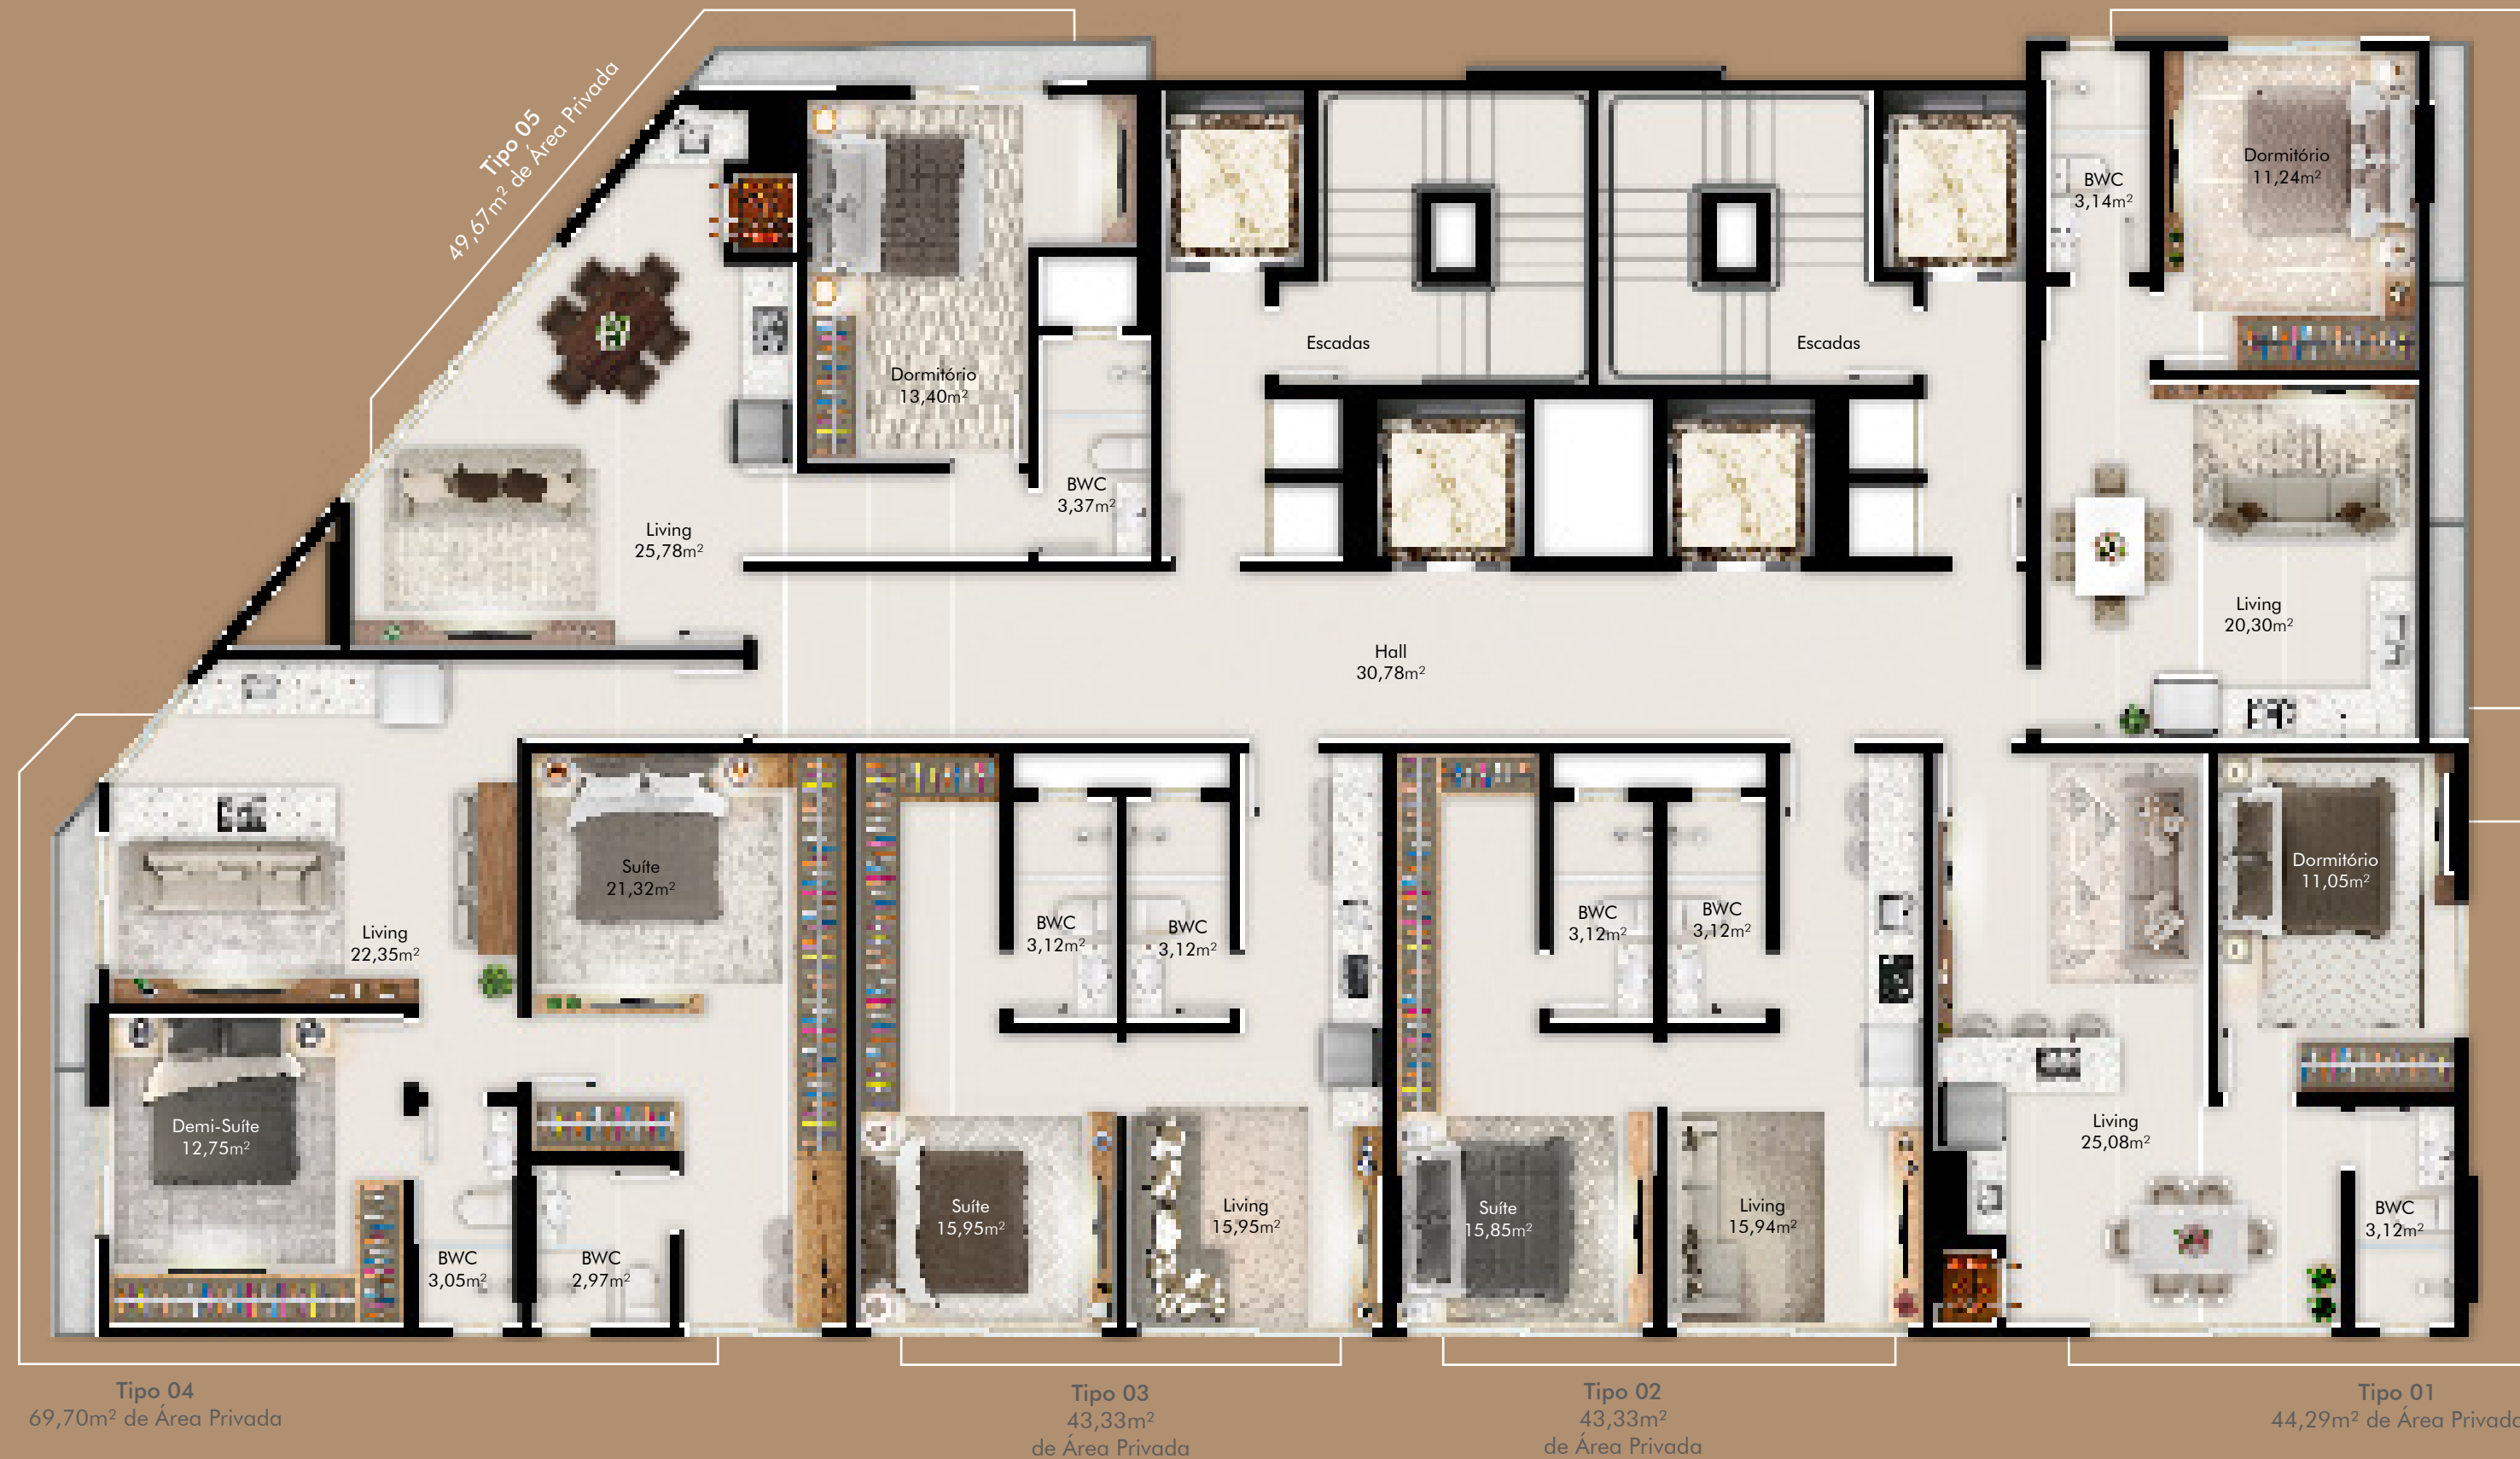 Tipo 05
49,67m² de Área Privada
Dormitório
13,40m²
BWC
3,37m²
Living
25,78m²
Escadas
Escadas
BWC
3,14m²
Dormitório
11,24m²
Living
20,30m²
Hall
30,78m²
Living
22,35m²
Suíte
21,32m²
Demi-Suíte
12,75m²
BWC
3,05m²
BWC
2,97m²
BWC
3,12m²
BWC
3,12m²
Suíte
15,95m²
Living
15,95m²
BWC
3,12m²
BWC
3,12m²
Suíte
15,85m²
Living
15,94m²
Dormitório
11,05m²
Living
25,08m²
BWC
3,12m²
Tipo 04
69,70m² de Área Privada
Tipo 03
43,33m²
de Área Privada
Tipo 02
43,33m²
de Área Privada
Tipo 01
44,29m² de Área Privada